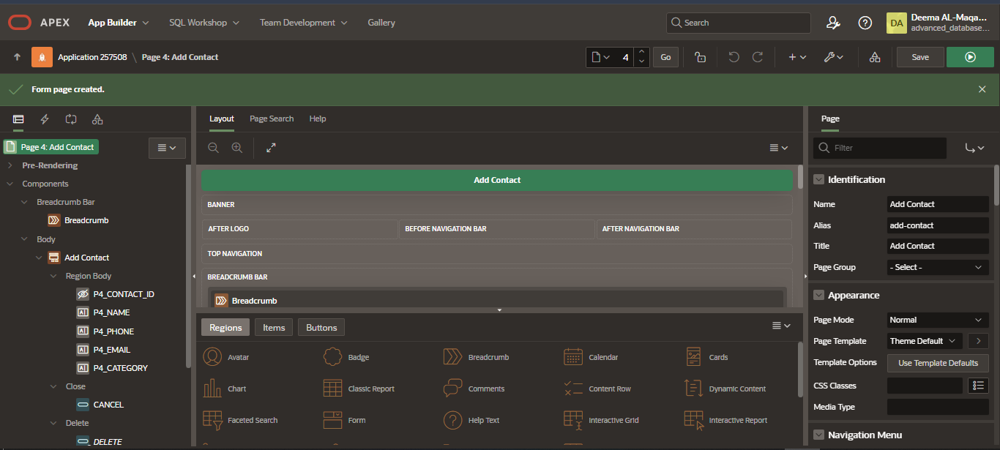 APEX App Builder SQL Workshop Team Development Gallery Search DA Deema AL-Maqa...
advanced_database...
Application 257508 \ Page 4: Add Contact 4 Go Save
Form page created.
Layout Page Search Help Page
Page 4: Add Contact
Filter
Pre-Rendering
Components
Breadcrumb Bar
Breadcrumb
Body
Add Contact
Region Body
P4_CONTACT_ID
P4_NAME
P4_PHONE
P4_EMAIL
P4_CATEGORY
Close
CANCEL
Delete
DELETE
Add Contact
BANNER
AFTER LOGO BEFORE NAVIGATION BAR AFTER NAVIGATION BAR
TOP NAVIGATION
BREADCRUMB BAR
Breadcrumb
Regions Items Buttons
Avatar Badge Breadcrumb Calendar Cards
Chart Classic Report Comments Content Row Dynamic Content
Faceted Search Form Help Text Interactive Grid Interactive Report
Identification
Name Add Contact
Alias add-contact
Title Add Contact
Page Group - Select -
Appearance
Page Mode Normal
Page Template Theme Default
Template Options Use Template Defaults
CSS Classes
Media Type
Navigation Menu